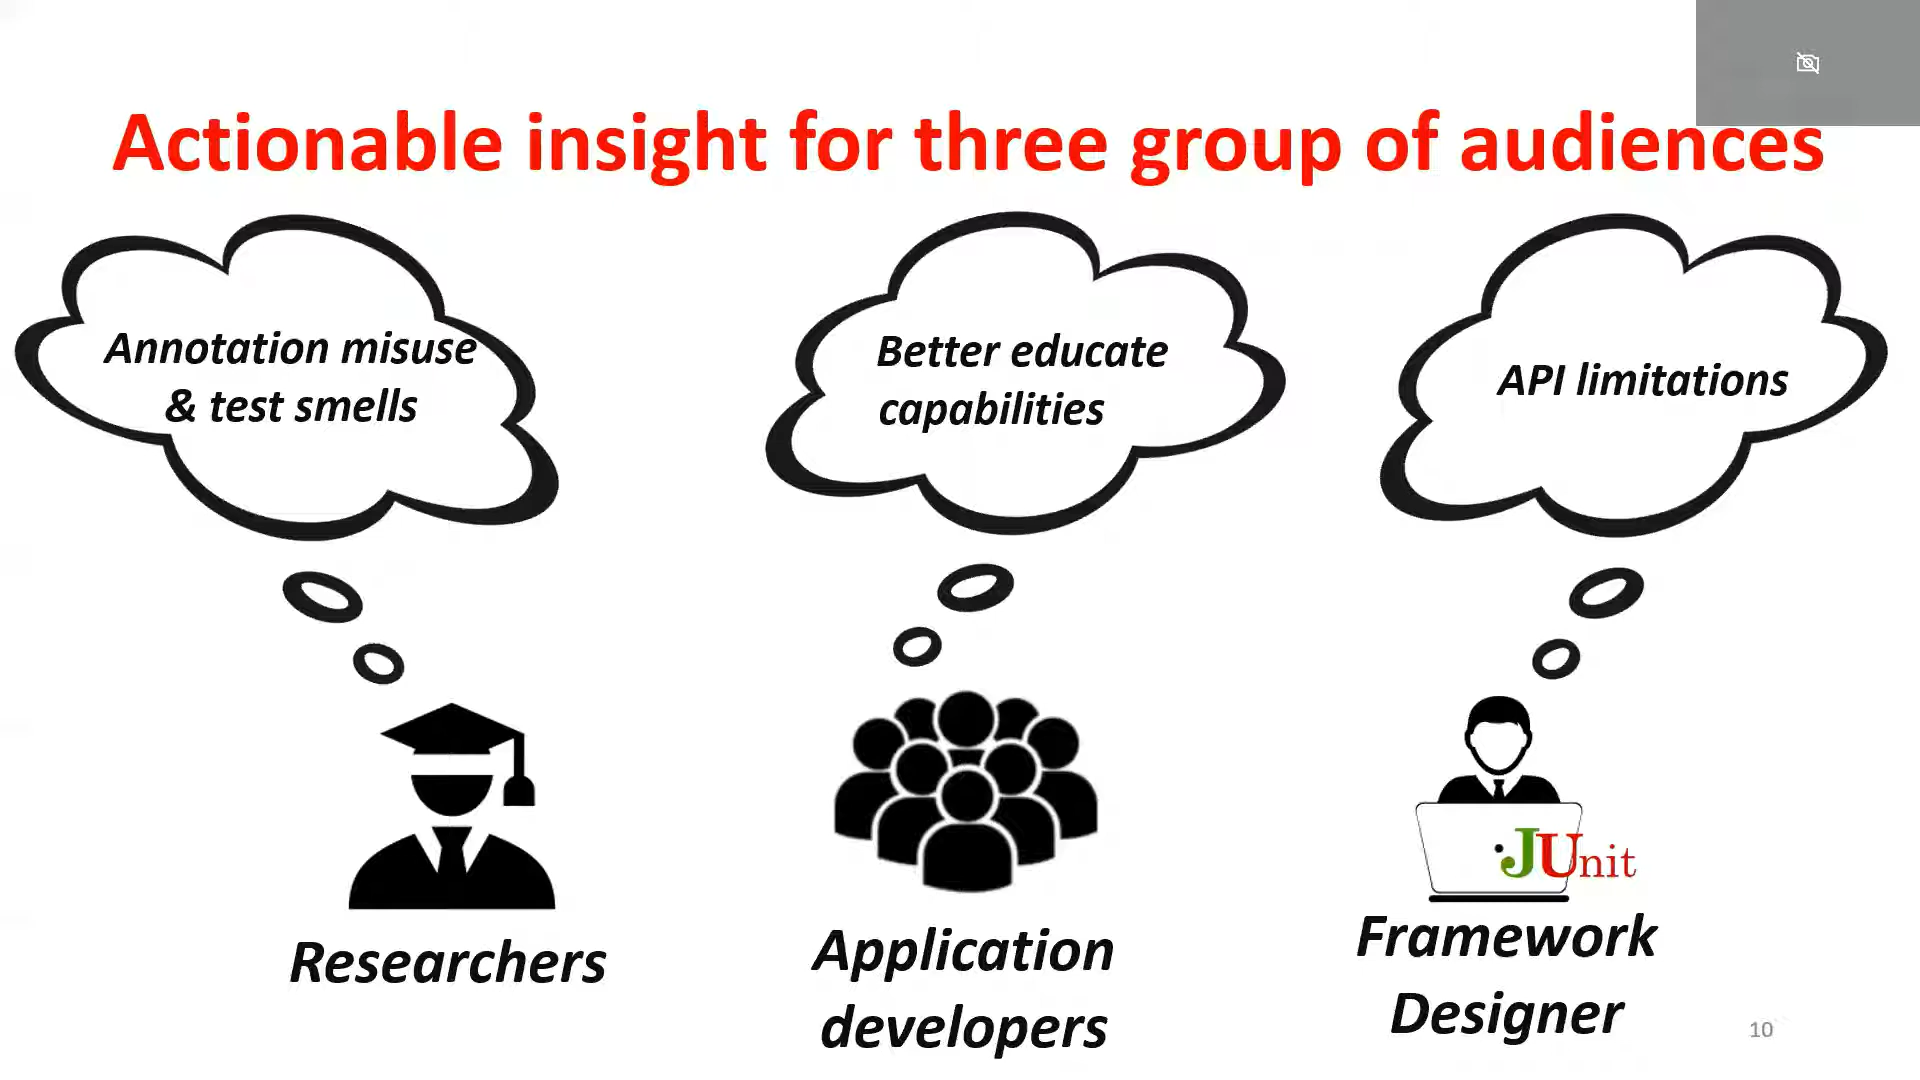 Actionable insight for three group of audiences
Annotation misuse
& test smells
Better educate
capabilities
API limitations
JUnit
Researchers
Application
developers
Framework
Designer
10